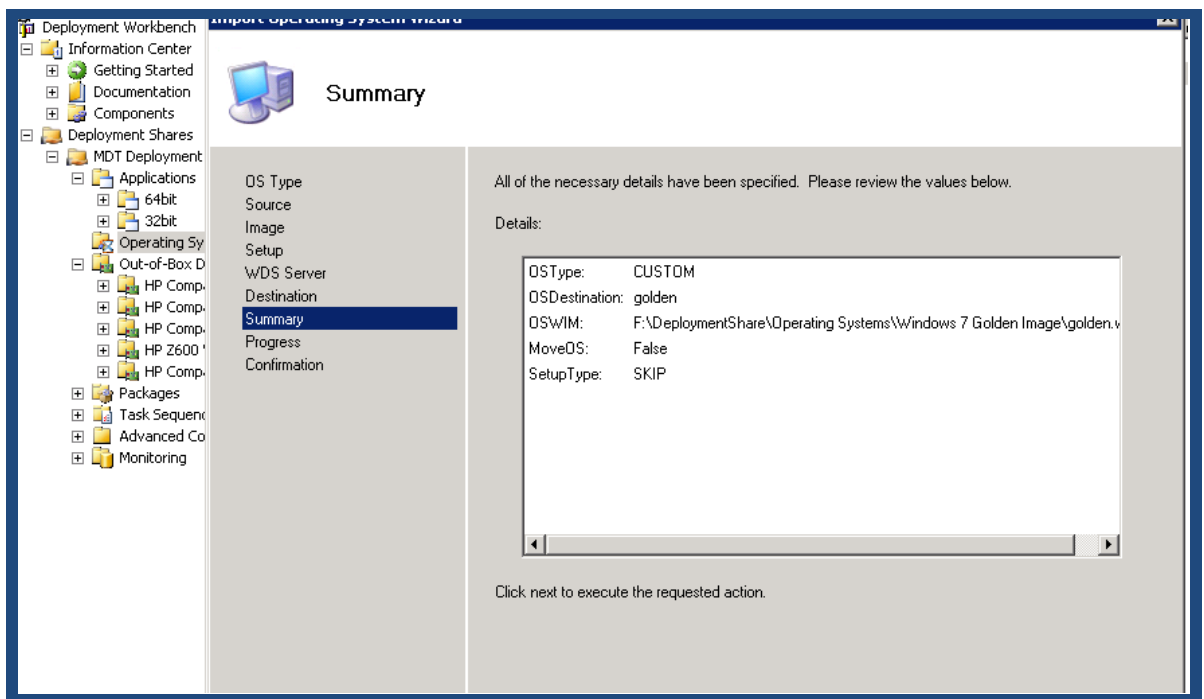 Import Operating System Wizard
Deployment Workbench
Information Center
Getting Started
Documentation
Components
Deployment Shares
MDT Deployment
Applications
64bit
32bit
Operating Sy
Out-of-Box D
HP Comp
HP Comp
HP Comp
HP Z600
HP Comp
Packages
Task Sequen
Advanced Co
Monitoring
Summary
OS Type
Source
Image
Setup
WDS Server
Destination
Summary
Progress
Confirmation
All of the necessary details have been specified. Please review the values below.
Details:
OSType: CUSTOM
OSDestination: golden
OSWIM: F:\DeploymentShare\Operating Systems\Windows 7 Golden Image\golden.w
MoveOS: False
SetupType: SKIP
Click next to execute the requested action.